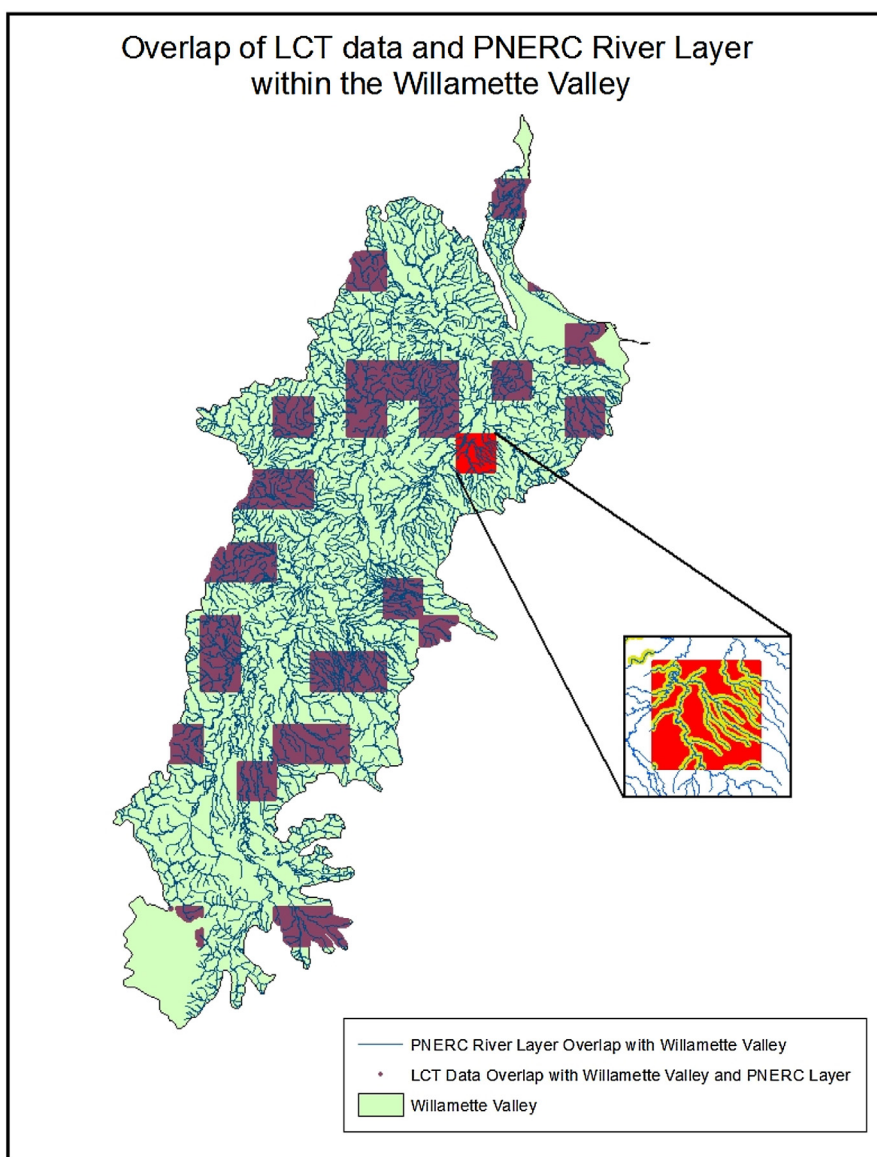 Overlap of LCT data and PNERC River Layer
within the Willamette Valley
PNERC River Layer Overlap with Willamette Valley
LCT Data Overlap with Willamette Valley and PNERC Layer
Willamette Valley